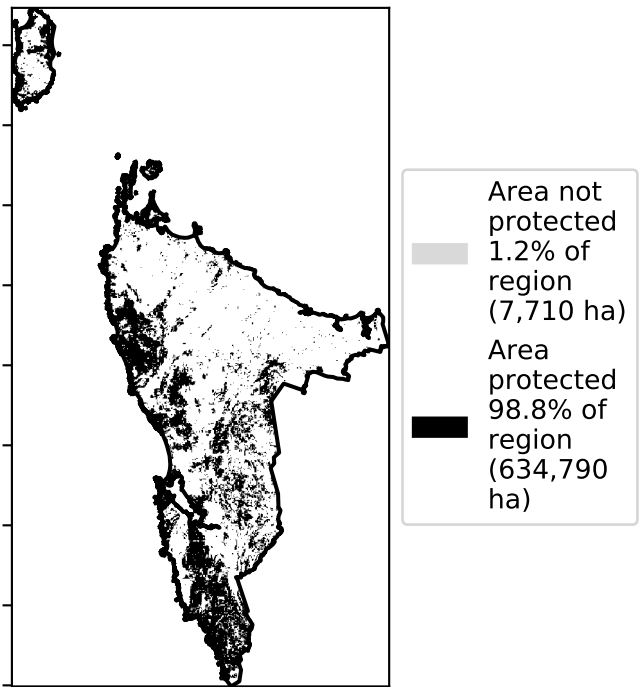 Area not
protected
1.2% of
region
(7,710 ha)
Area
protected
98.8% of
region
(634,790
ha)